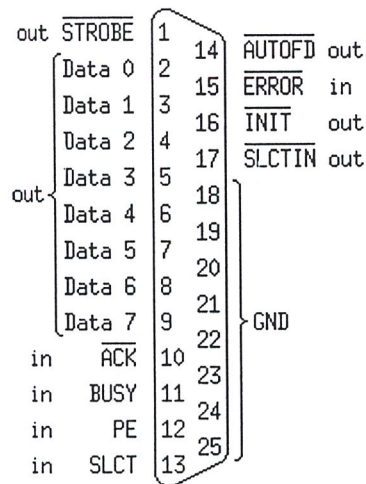 out STROBE 1
14 AUTOFD out
Data 0 2
15 ERROR in
Data 1 3
16 INIT out
Data 2 4
17 SLCTIN out
Data 3 5
18
out
Data 4 6
19
Data 5 7
20
Data 6 8
21
Data 7 9
GND
22
in ACK 10
23
in BUSY 11
24
in PE 12
25
in SLCT 13